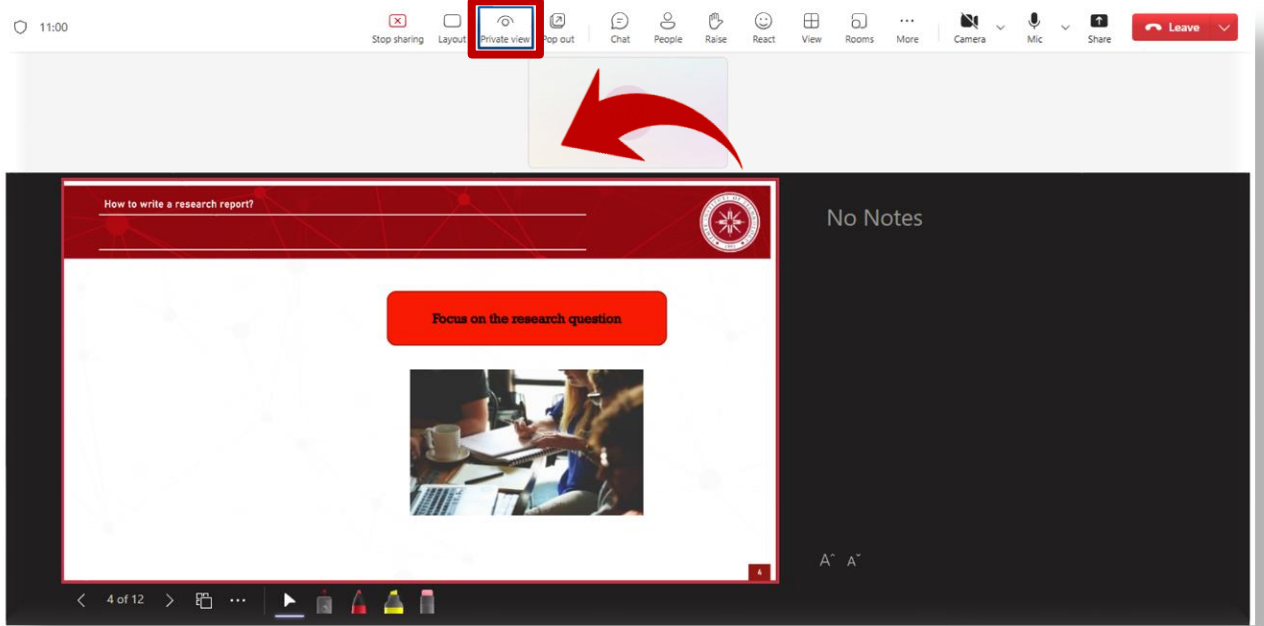 11:00
Stop sharing
Layout
Private view
Pop out
Chat
People
Raise
React
View
Rooms
More
Camera
Mic
Share
Leave
How to write a research report?
No Notes
Focus on the research question
4
A A
4 of 12